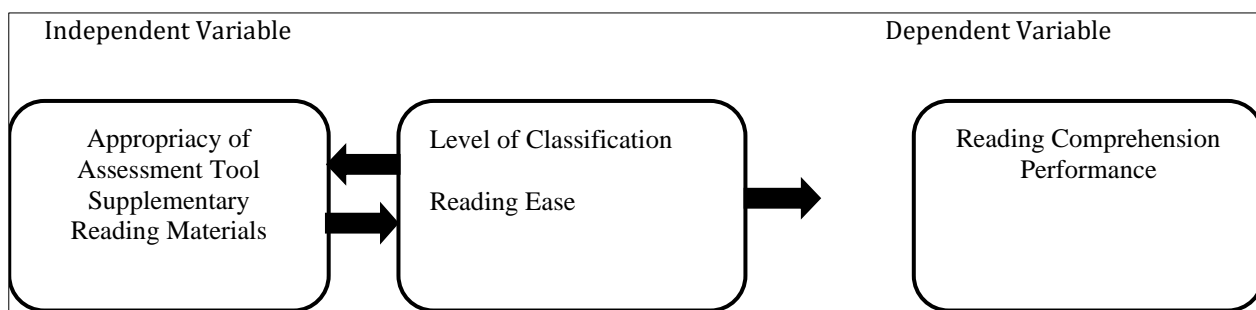 Independent Variable
Dependent Variable
Appropriacy of
Assessment Tool
Supplementary
Reading Materials
Level of Classification
Reading Ease
Reading Comprehension
Performance